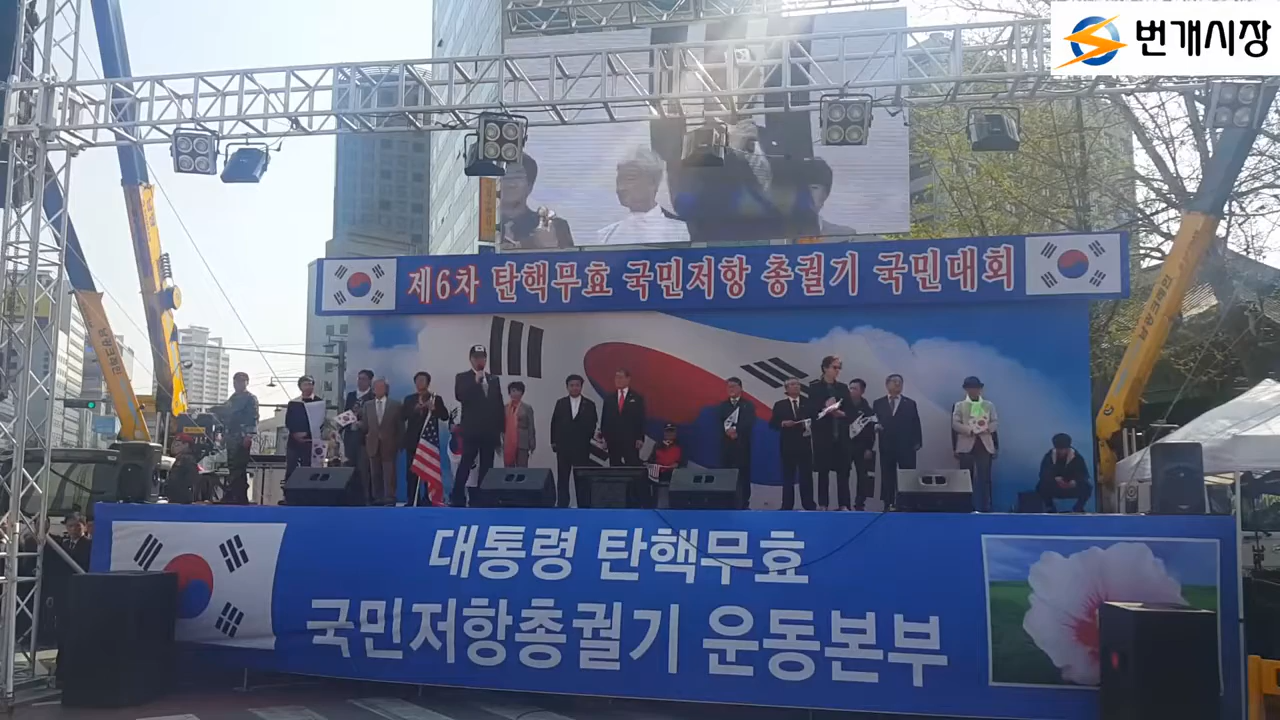 번개시장
제6차 탄핵무효 국민저항 총궐기 국민대회
대통령 탄핵무효
국민저항총궐기 운동본부